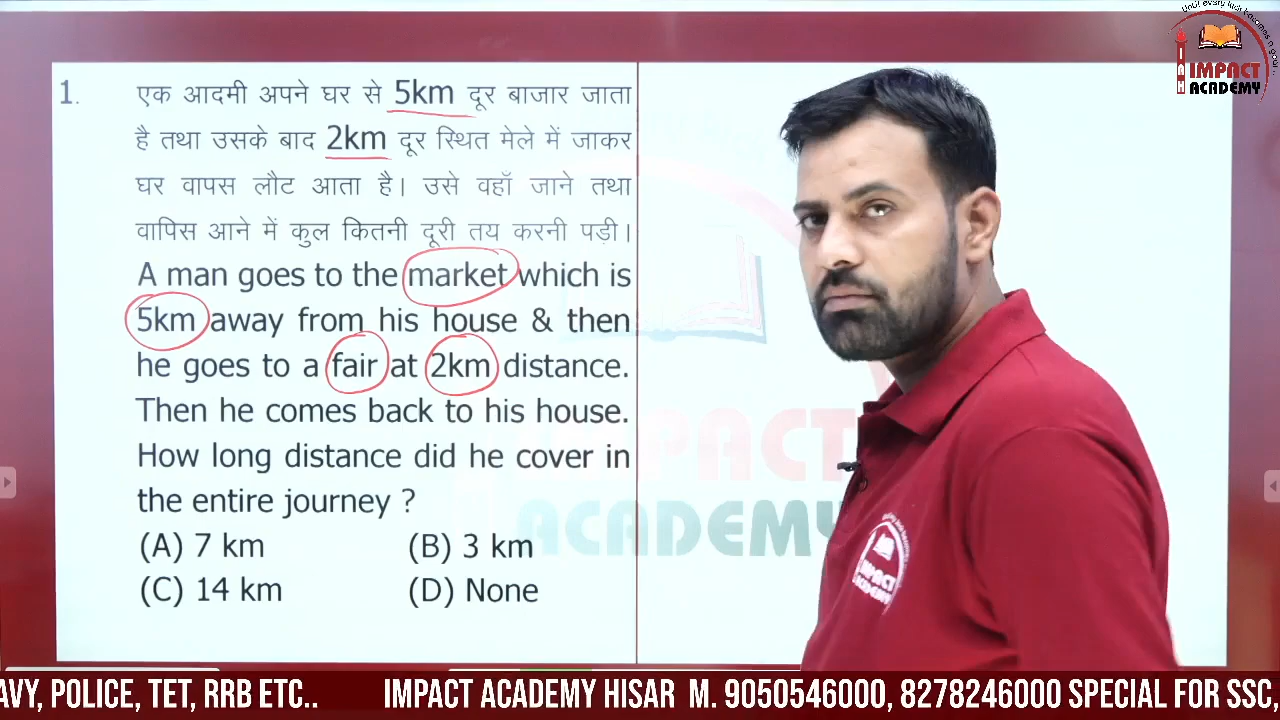 Until every
IMPACT
ACADEMY
1.
एक आदमी अपने घर से 5km दूर बाजार जाता
है तथा उसके बाद 2km दूर स्थित मेले में जाकर
घर वापस लौट आता है। उसे वहाँ जाने तथा
वापिस आने में कुल कितनी दूरी तय करनी पड़ी।
A man goes to the market which is
5km away from his house & then
he goes to a fair at 2km distance.
Then he comes back to his house.
How long distance did he cover in
the entire journey ?
(A) 7 km (B) 3 km
(C) 14 km (D) None
IMPACT
ACADEMY
IMPACT
ACADEMY
AVY, POLICE, TET, RRB ETC.. IMPACT ACADEMY HISAR M. 9050546000, 8278246000 SPECIAL FOR SSC,